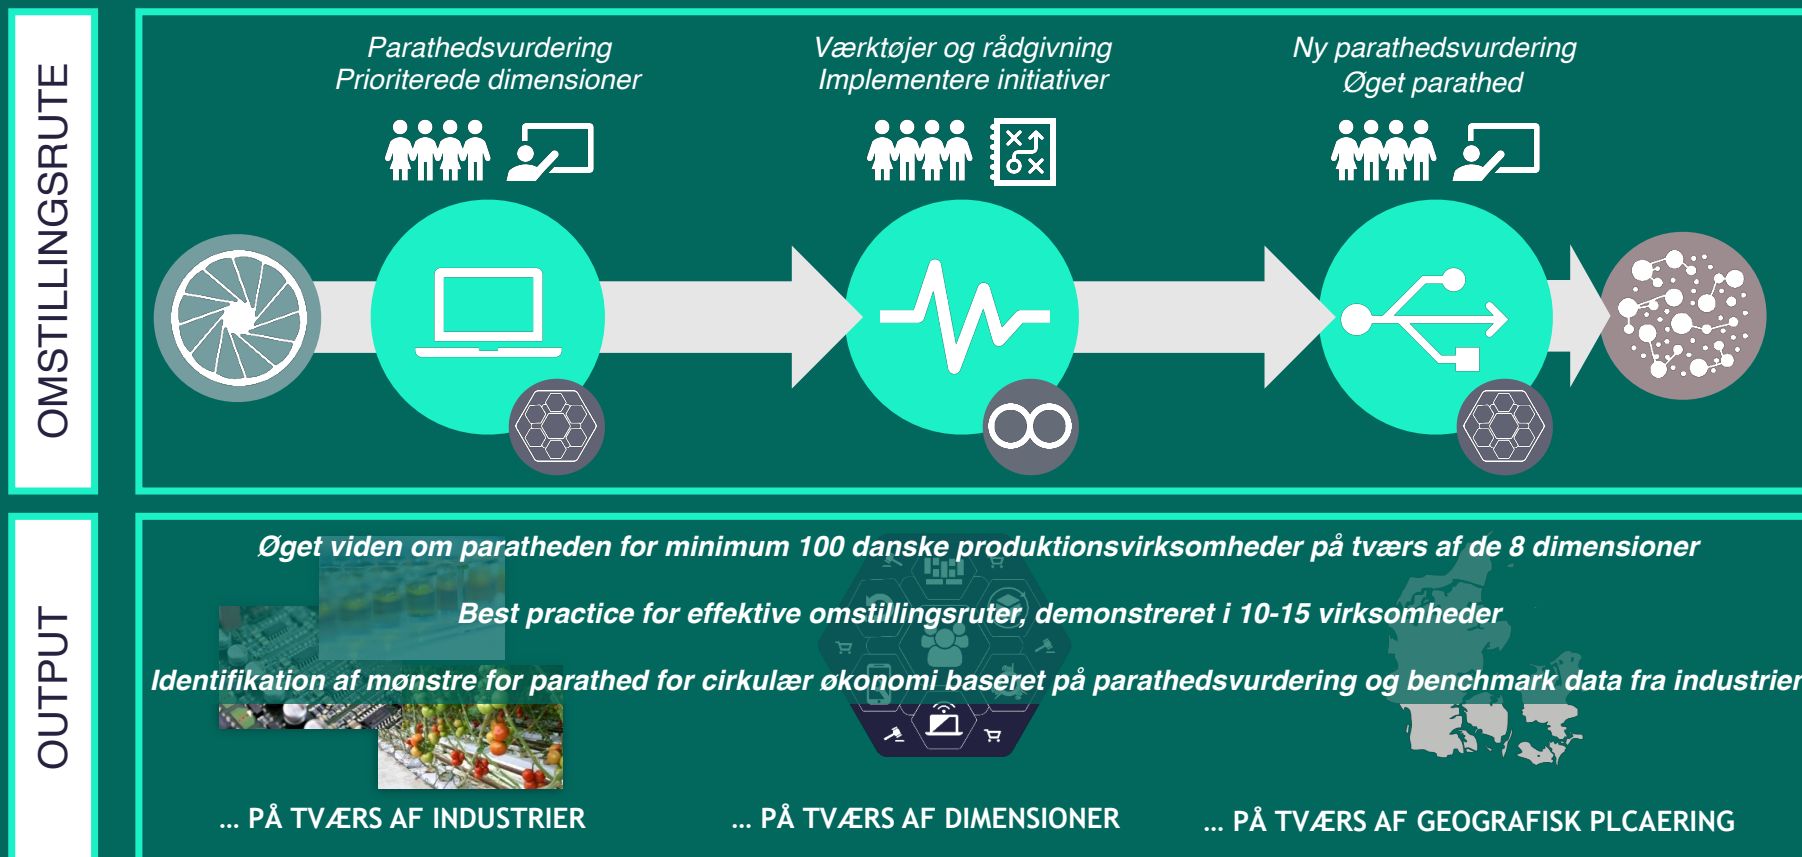 OMSTILLINGSRUTE
Parathedsvurdering
Prioriterede dimensioner
Værktøjer og rådgivning
Implementere initiativer
Ny parathedsvurdering
Øget parathed
OUTPUT
Øget viden om paratheden for minimum 100 danske produktionsvirksomheder på tværs af de 8 dimensioner
Best practice for effektive omstillingsruter, demonstreret i 10-15 virksomheder
Identifikation af mønstre for parathed for cirkulær økonomi baseret på parathedsvurdering og benchmark data fra industrier
... PÅ TVÆRS AF INDUSTRIER
... PÅ TVÆRS AF DIMENSIONER
... PÅ TVÆRS AF GEOGRAFISK PLCAERING